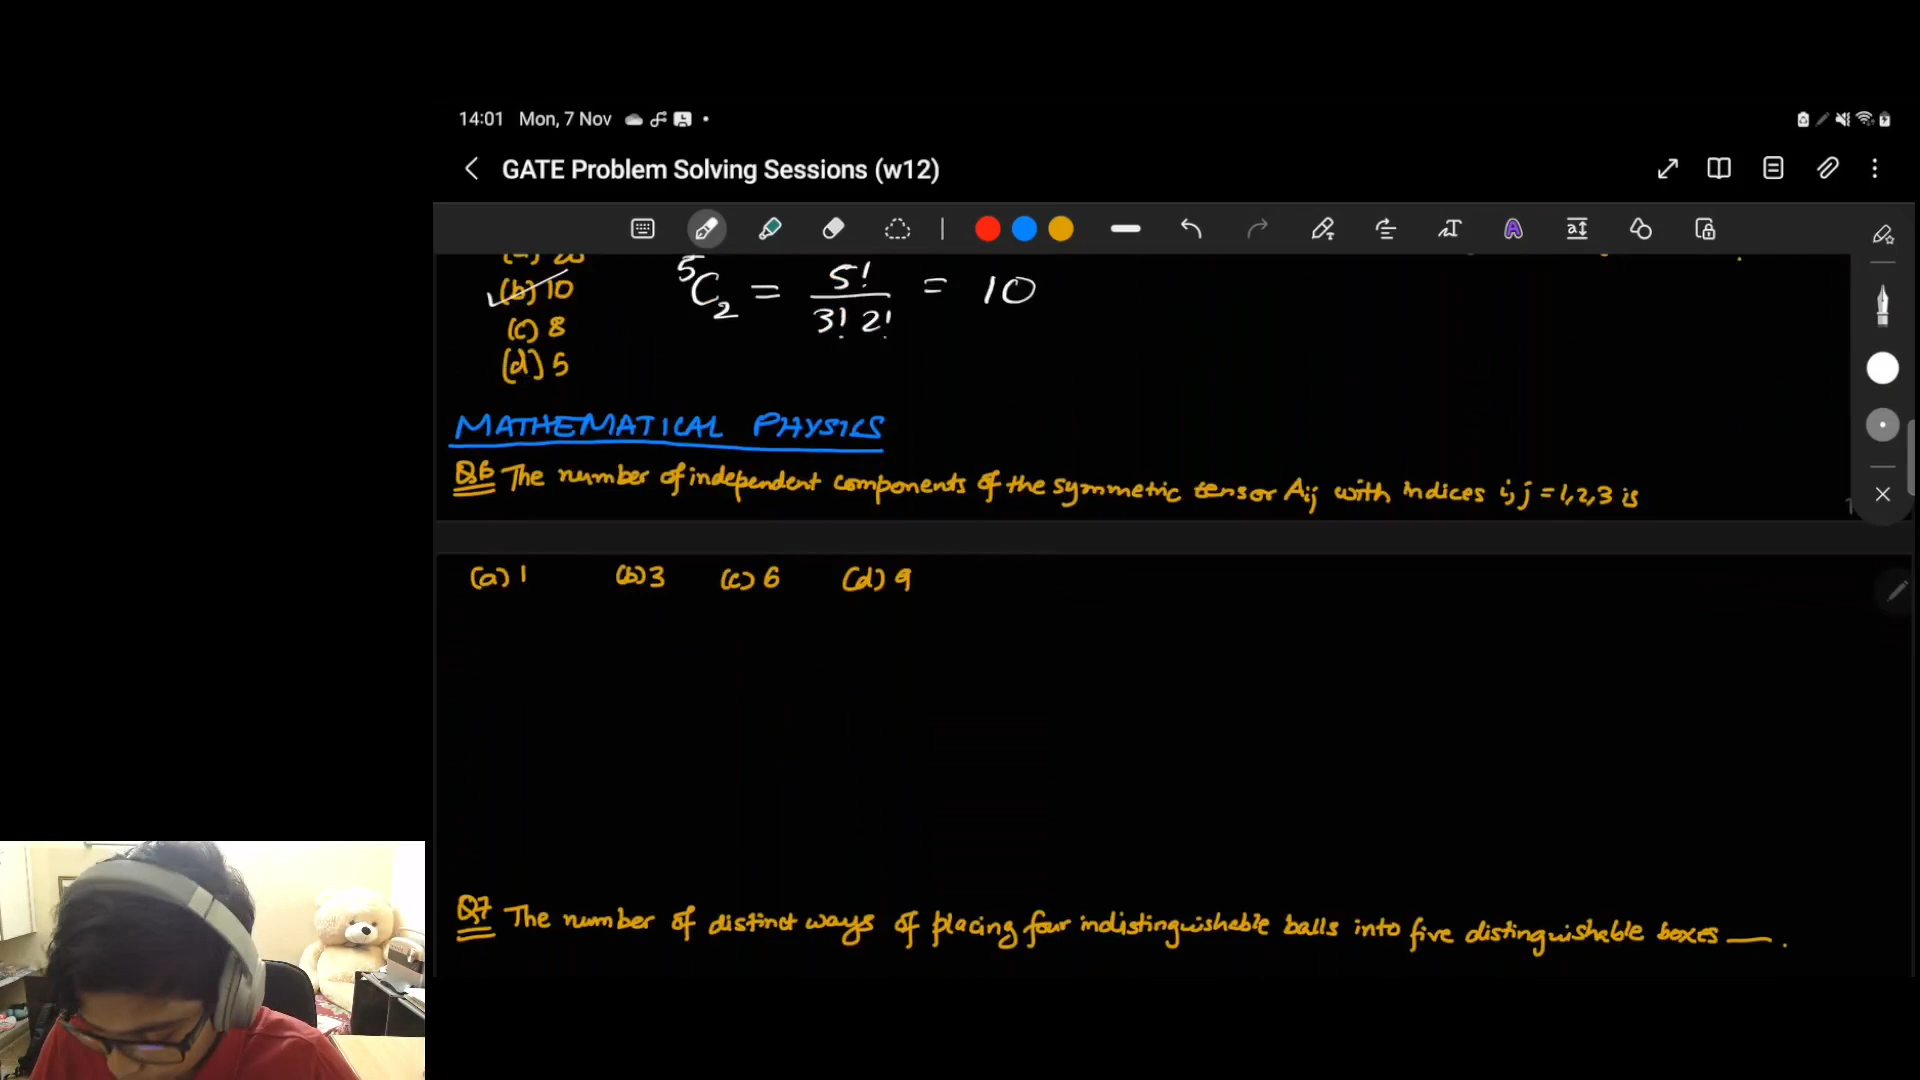 14:01 Mon, 7 Nov
GATE Problem Solving Sessions (w12)
(b) 10
⁵C₂ = 5! / 3! 2! = 10
(c) 8
(d) 5
MATHEMATICAL PHYSICS
Q6 The number of independent components of the symmetric tensor Aij with indices i, j = 1, 2, 3 is
(a) 1 (b) 3 (c) 6 (d) 9
Q7 The number of distinct ways of placing four indistinguishable balls into five distinguishable boxes __ .